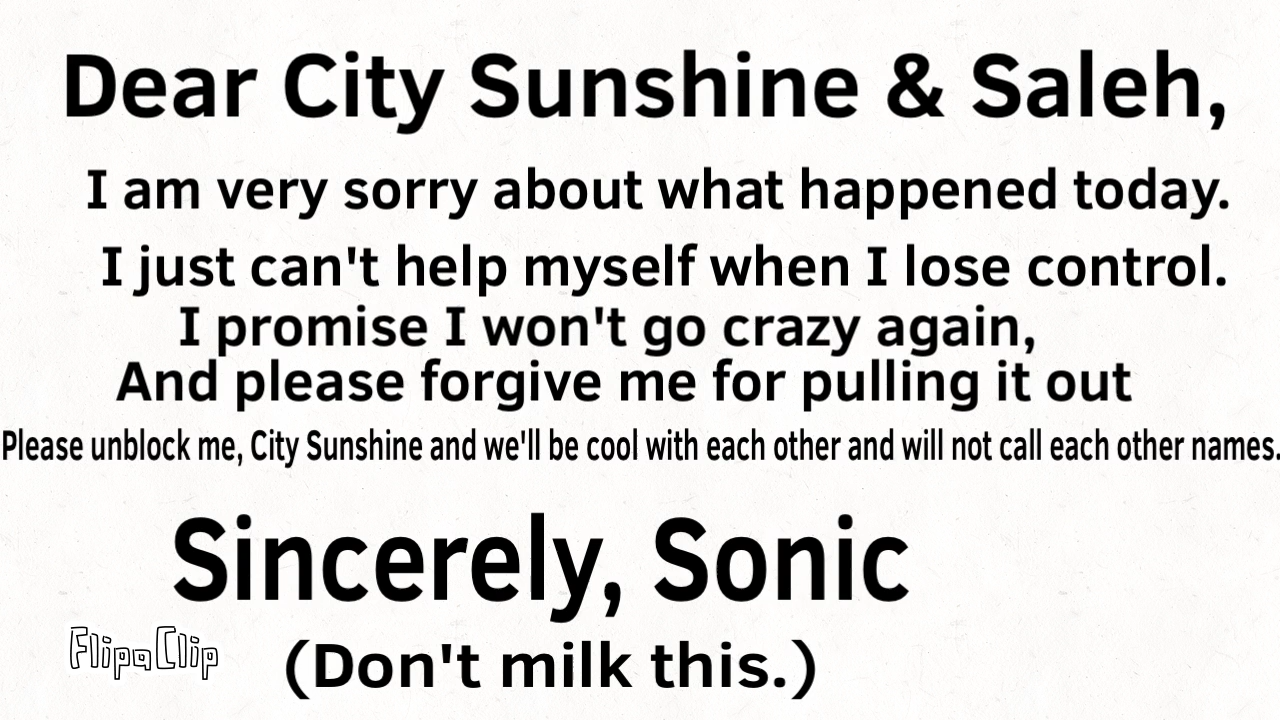 Dear City Sunshine & Saleh,
I am very sorry about what happened today.
I just can't help myself when I lose control.
I promise I won't go crazy again,
And please forgive me for pulling it out
Please unblock me, City Sunshine and we'll be cool with each other and will not call each other names.
Sincerely, Sonic
FlipaClip
(Don't milk this.)